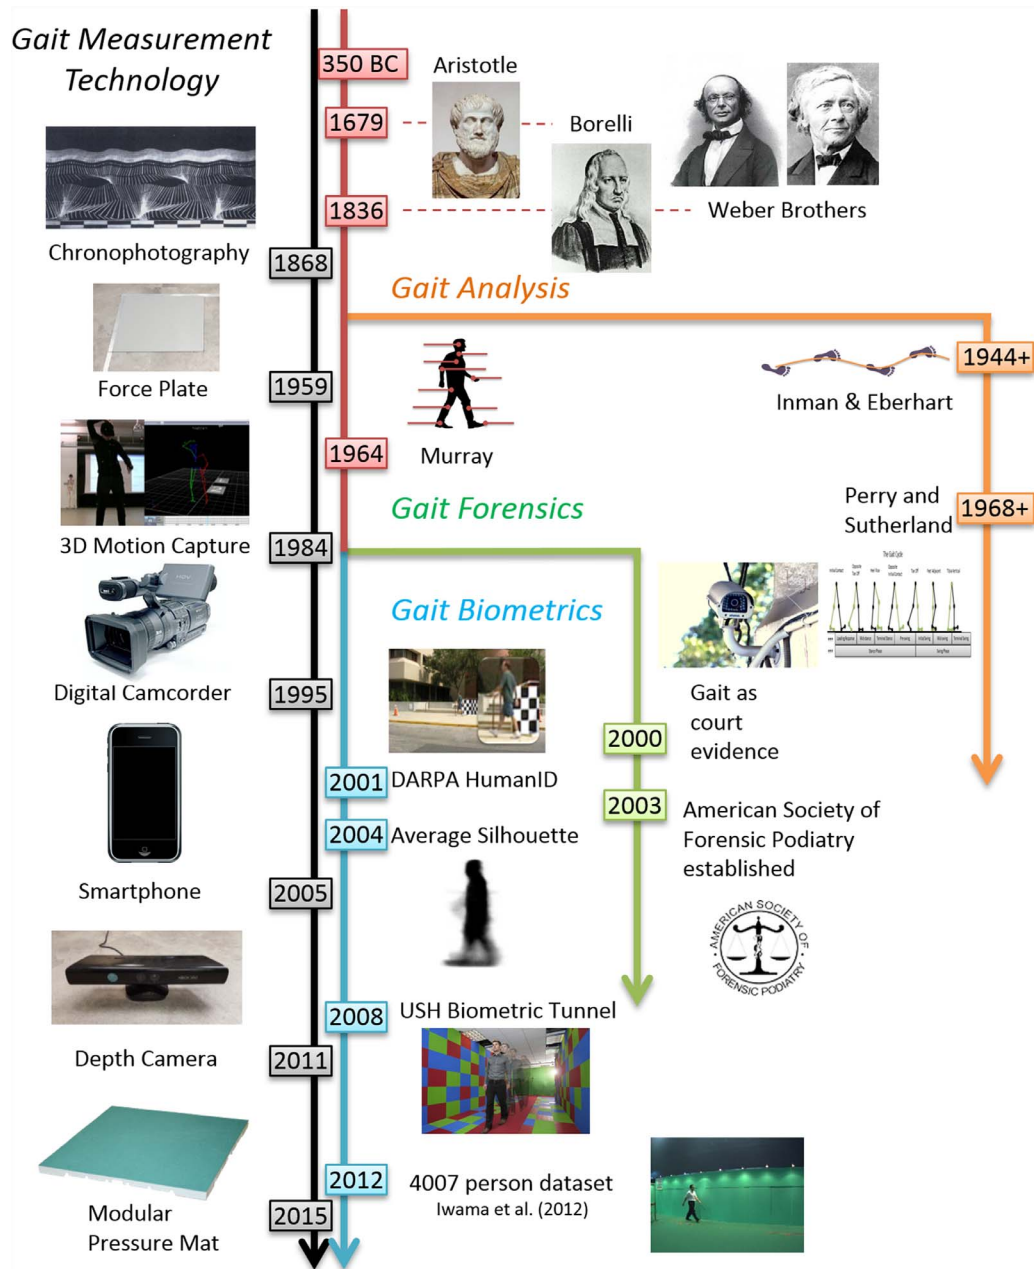 Gait Measurement
Technology
350 BC
Aristotle
1679
Borelli
1836
Weber Brothers
Chronophotography
1868
Gait Analysis
1944+
Inman & Eberhart
Force Plate
1959
1964
Murray
Gait Forensics
Perry and
Sutherland
1968+
3D Motion Capture
1984
The Gait Cycle
Gait Biometrics
Digital Camcorder
1995
Gait as
court
evidence
2000
2001
DARPA HumanID
2003
American Society of
Forensic Podiatry
established
2004
Average Silhouette
Smartphone
2005
AMERICAN SOCIETY OF
FORENSIC PODIATRY
2008
USH Biometric Tunnel
Depth Camera
2011
2012
4007 person dataset
Iwama et al. (2012)
Modular
Pressure Mat
2015